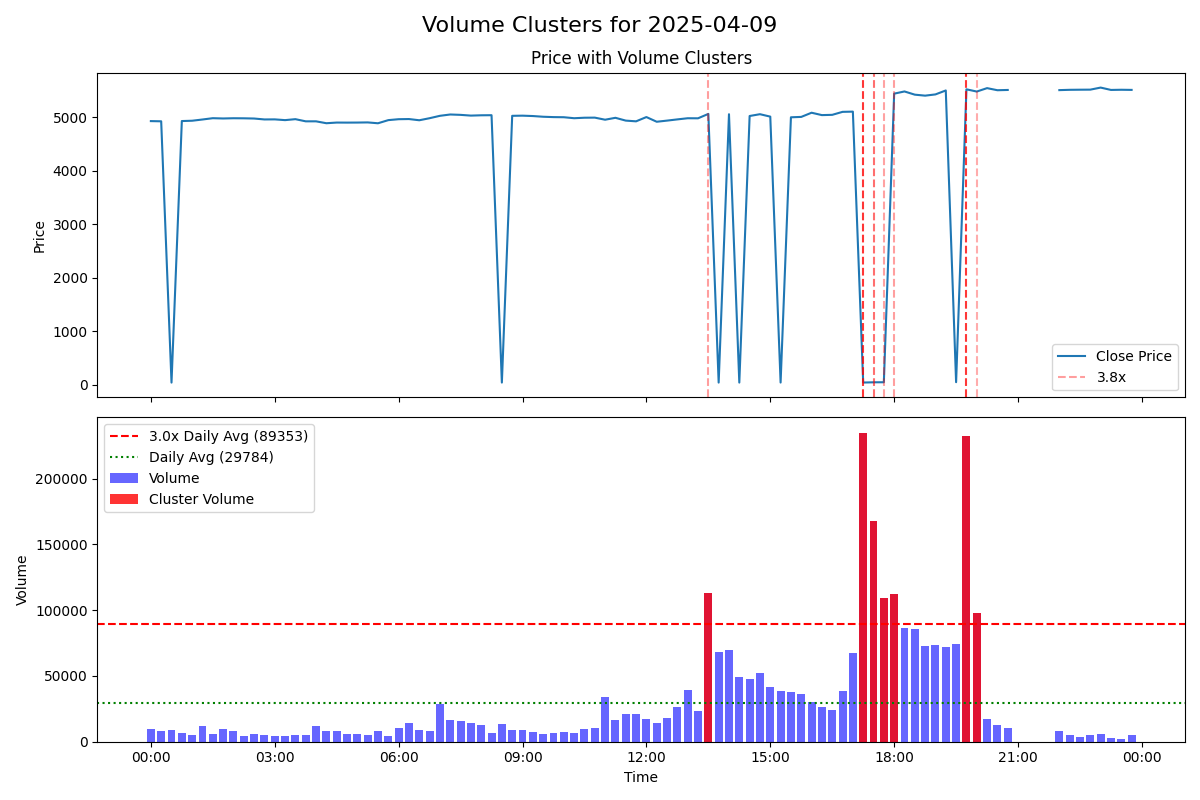 Volume Clusters for 2025-04-09
Price with Volume Clusters
Price
5000
4000
3000
2000
1000
0
Close Price
3.8x
Volume
200000
150000
100000
50000
0
3.0x Daily Avg (89353)
Daily Avg (29784)
Volume
Cluster Volume
00:00 03:00 06:00 09:00 12:00 15:00 18:00 21:00 00:00
Time